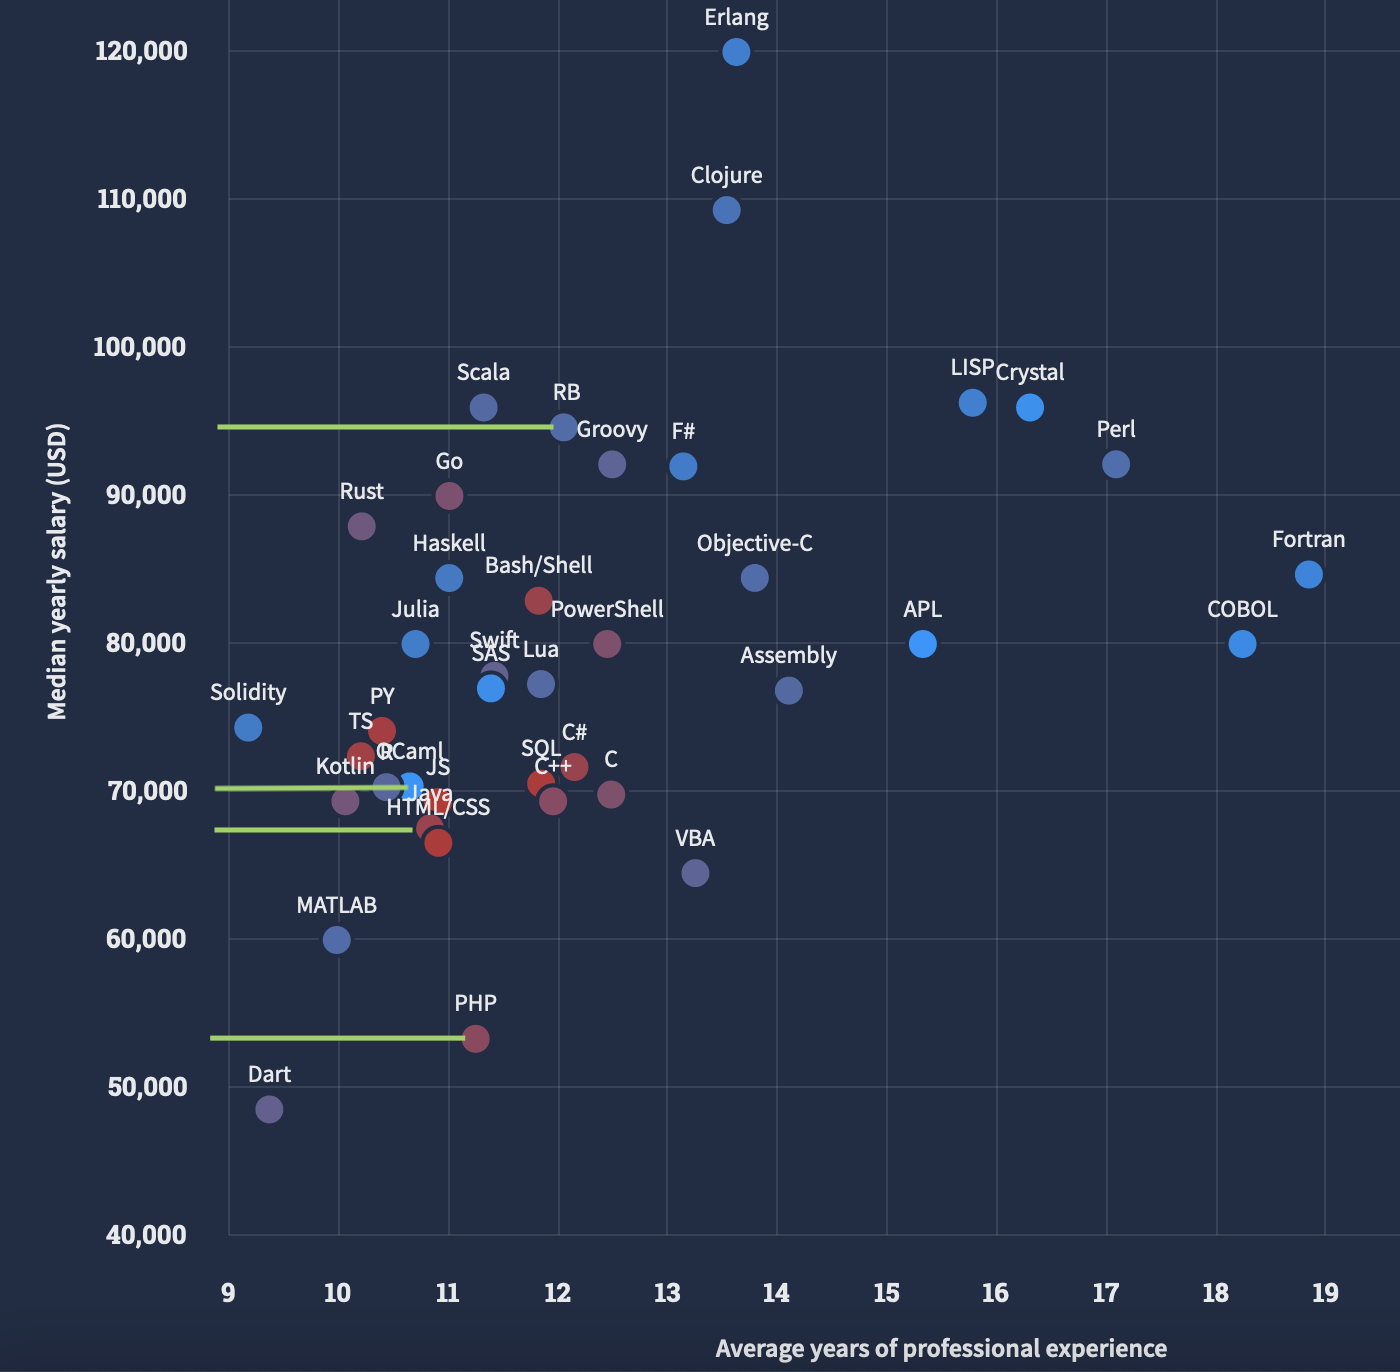 Erlang
120,000
Clojure
110,000
100,000
LISP
Crystal
Scala
RB
Groovy
F#
Perl
Go
Rust
90,000
Haskell
Objective-C
Fortran
Bash/Shell
Julia
PowerShell
APL
COBOL
80,000
Swift
SAS
Lua
Assembly
Solidity
PY
TS
C#
SQL
OCaml
R
C
Kotlin
JS
C++
70,000
Java
HTML/CSS
VBA
MATLAB
60,000
PHP
50,000
Dart
40,000
Median yearly salary (USD)
9 10 11 12 13 14 15 16 17 18 19
Average years of professional experience